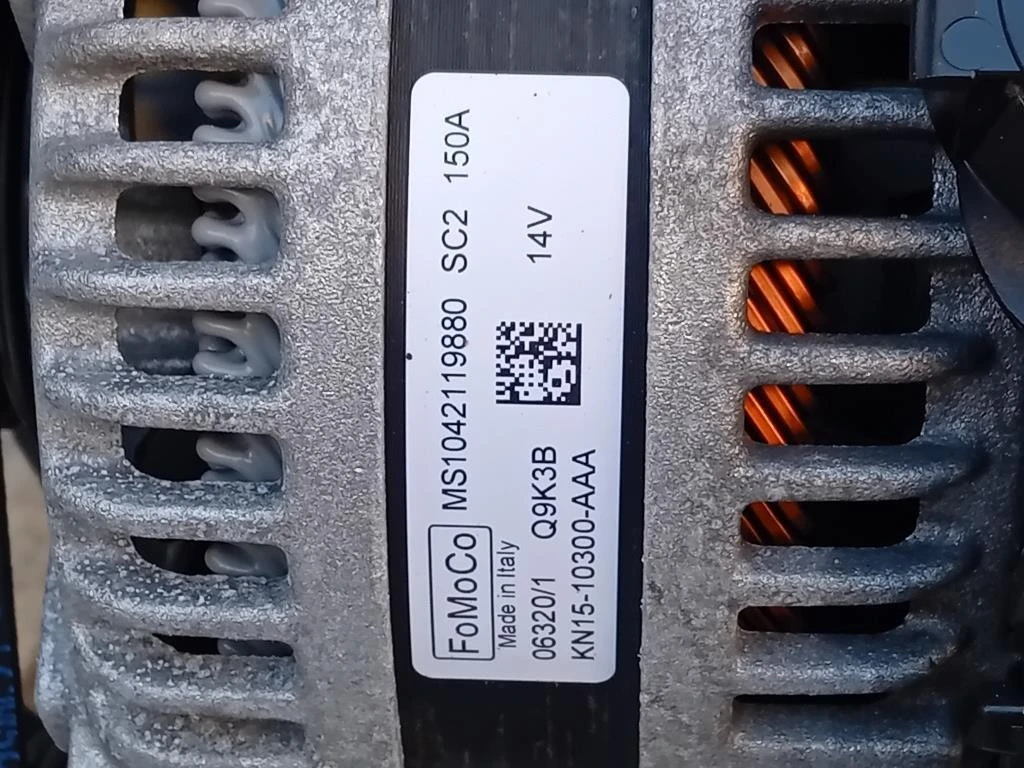 FoMoCo MS1042119880 SC2 150A
Made in Italy
06320/1 Q9K3B 14V
KN15-10300-AAA